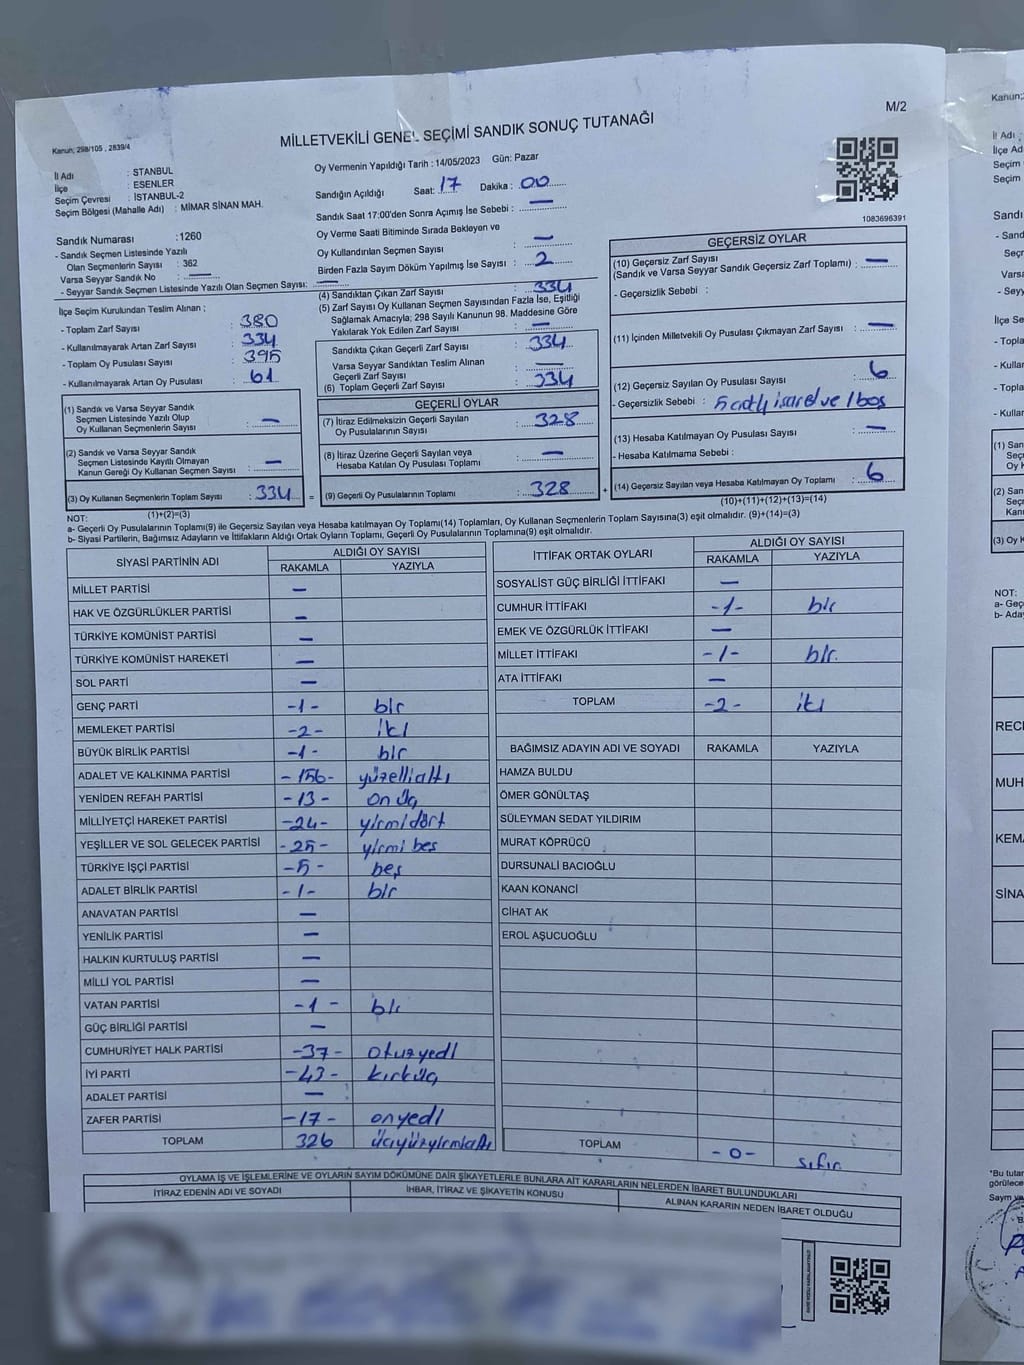 M/2
Kanun; 298/105 , 2839/4
MİLLETVEKİLİ GENEL SEÇİMİ SANDIK SONUÇ TUTANAĞI
İl Adı : STANBUL
İlçe : ESENLER
Seçim Çevresi : İSTANBUL-2
Seçim Bölgesi (Mahalle Adı) : MİMAR SİNAN MAH.
Oy Vermenin Yapıldığı Tarih : 14/05/2023 Gün: Pazar
Sandığın Açıldığı Saat: 17 Dakika : 00
Sandık Saat 17:00'den Sonra Açımış İse Sebebi : —
Oy Verme Saati Bitiminde Sırada Bekleyen ve
Oy Kullandırılan Seçmen Sayısı : —
Birden Fazla Sayım Döküm Yapılmış İse Sayısı : 2
1083696391
Sandık Numarası :1260
- Sandık Seçmen Listesinde Yazılı
Olan Seçmenlerin Sayısı : 362
Varsa Seyyar Sandık No : —
- Seyyar Sandık Seçmen Listesinde Yazılı Olan Seçmen Sayısı: —
İlçe Seçim Kurulundan Teslim Alınan ;
- Toplam Zarf Sayısı : 380
- Kullanılmayarak Artan Zarf Sayısı : 334
- Toplam Oy Pusulası Sayısı : 395
- Kullanılmayarak Artan Oy Pusulası : 61
(4) Sandıktan Çıkan Zarf Sayısı : 334
(5) Zarf Sayısı Oy Kullanan Seçmen Sayısından Fazla İse, Eşitliği
Sağlamak Amacıyla; 298 Sayılı Kanunun 98. Maddesine Göre
Yakılarak Yok Edilen Zarf Sayısı : —
Sandıkta Çıkan Geçerli Zarf Sayısı : 334
Varsa Seyyar Sandıktan Teslim Alınan
Geçerli Zarf Sayısı : —
(6) Toplam Geçerli Zarf Sayısı : 334
GEÇERSİZ OYLAR
(10) Geçersiz Zarf Sayısı
(Sandık ve Varsa Seyyar Sandık Geçersiz Zarf Toplamı) : —
- Geçersizlik Sebebi :
(11) İçinden Milletvekili Oy Pusulası Çıkmayan Zarf Sayısı : —
(12) Geçersiz Sayılan Oy Pusulası Sayısı : 6
- Geçersizlik Sebebi : 5 ve 1 boş
(13) Hesaba Katılmayan Oy Pusulası Sayısı : —
- Hesaba Katılmama Sebebi :
(14) Geçersiz Sayılan veya Hesaba Katılmayan Oy Toplamı : 6
(10)+(11)+(12)+(13)=(14)
(1) Sandık ve Varsa Seyyar Sandık
Seçmen Listesinde Yazılı Olup
Oy Kullanan Seçmenlerin Sayısı : —
(2) Sandık ve Varsa Seyyar Sandık
Seçmen Listesinde Kayıtlı Olmayan
Kanun Gereği Oy Kullanan Seçmen Sayısı : —
(3) Oy Kullanan Seçmenlerin Toplam Sayısı : 334 =
(1)+(2)=(3)
GEÇERLİ OYLAR
(7) İtiraz Edilmeksizin Geçerli Sayılan
Oy Pusulalarının Sayısı : 328
(8) İtiraz Üzerine Geçerli Sayılan veya
Hesaba Katılan Oy Pusulası Toplamı : —
(9) Geçerli Oy Pusulalarının Toplamı : 328 +
NOT:
a- Geçerli Oy Pusulalarının Toplamı(9) ile Geçersiz Sayılan veya Hesaba katılmayan Oy Toplamı(14) Toplamları, Oy Kullanan Seçmenlerin Toplam Sayısına(3) eşit olmalıdır. (9)+(14)=(3)
b- Siyasi Partilerin, Bağımsız Adayların ve İttifakların Aldığı Ortak Oyların Toplamı, Geçerli Oy Pusulalarının Toplamına(9) eşit olmalıdır.
SİYASİ PARTİNİN ADI ALDIĞI OY SAYISI
RAKAMLA YAZIYLA
MİLLET PARTİSİ —
HAK VE ÖZGÜRLÜKLER PARTİSİ —
TÜRKİYE KOMÜNİST PARTİSİ —
TÜRKİYE KOMÜNİST HAREKETİ —
SOL PARTİ —
GENÇ PARTİ -1- bir
MEMLEKET PARTİSİ -2- iki
BÜYÜK BİRLİK PARTİSİ -1- bir
ADALET VE KALKINMA PARTİSİ -156- yüzellialtı
YENİDEN REFAH PARTİSİ -13- on üç
MİLLİYETÇİ HAREKET PARTİSİ -24- yirmi dört
YEŞİLLER VE SOL GELECEK PARTİSİ -25- yirmi beş
TÜRKİYE İŞÇİ PARTİSİ -5- beş
ADALET BİRLİK PARTİSİ -1- bir
ANAVATAN PARTİSİ —
YENİLİK PARTİSİ —
HALKIN KURTULUŞ PARTİSİ —
MİLLİ YOL PARTİSİ —
VATAN PARTİSİ -1- bir
GÜÇ BİRLİĞİ PARTİSİ —
CUMHURİYET HALK PARTİSİ -37- otuzyedi
İYİ PARTİ -43- kırküç
ADALET PARTİSİ —
ZAFER PARTİSİ -17- onyedi
TOPLAM 326 üçyüzyirmialtı
İTTİFAK ORTAK OYLARI ALDIĞI OY SAYISI
RAKAMLA YAZIYLA
SOSYALİST GÜÇ BİRLİĞİ İTTİFAKI —
CUMHUR İTTİFAKI -1- bir
EMEK VE ÖZGÜRLÜK İTTİFAKI —
MİLLET İTTİFAKI -1- bir.
ATA İTTİFAKI —
TOPLAM -2- iki
BAĞIMSIZ ADAYIN ADI VE SOYADI RAKAMLA YAZIYLA
HAMZA BULDU
ÖMER GÖNÜLTAŞ
SÜLEYMAN SEDAT YILDIRIM
MURAT KÖPRÜCÜ
DURSUNALİ BACIOĞLU
KAAN KONANCİ
CİHAT AK
EROL AŞUCUOĞLU
TOPLAM -0- sıfır
OYLAMA İŞ VE İŞLEMLERİNE VE OYLARIN SAYIM DÖKÜMÜNE DAİR ŞİKAYETLERLE BUNLARA AİT KARARLARIN NELERDEN İBARET BULUNDUKLARI
İTİRAZ EDENİN ADI VE SOYADI İHBAR, İTİRAZ VE ŞİKAYETİN KONUSU ALINAN KARARIN NEDEN İBARET OLDUĞU
Kanun;
İl Adı
İlçe Ad
Seçim
Seçim
Sandı
NOT:
a- Geç
b- Aday
RECİ
MUH
KEM
SİNA
*Bu tutar
görülece
Sayım ve